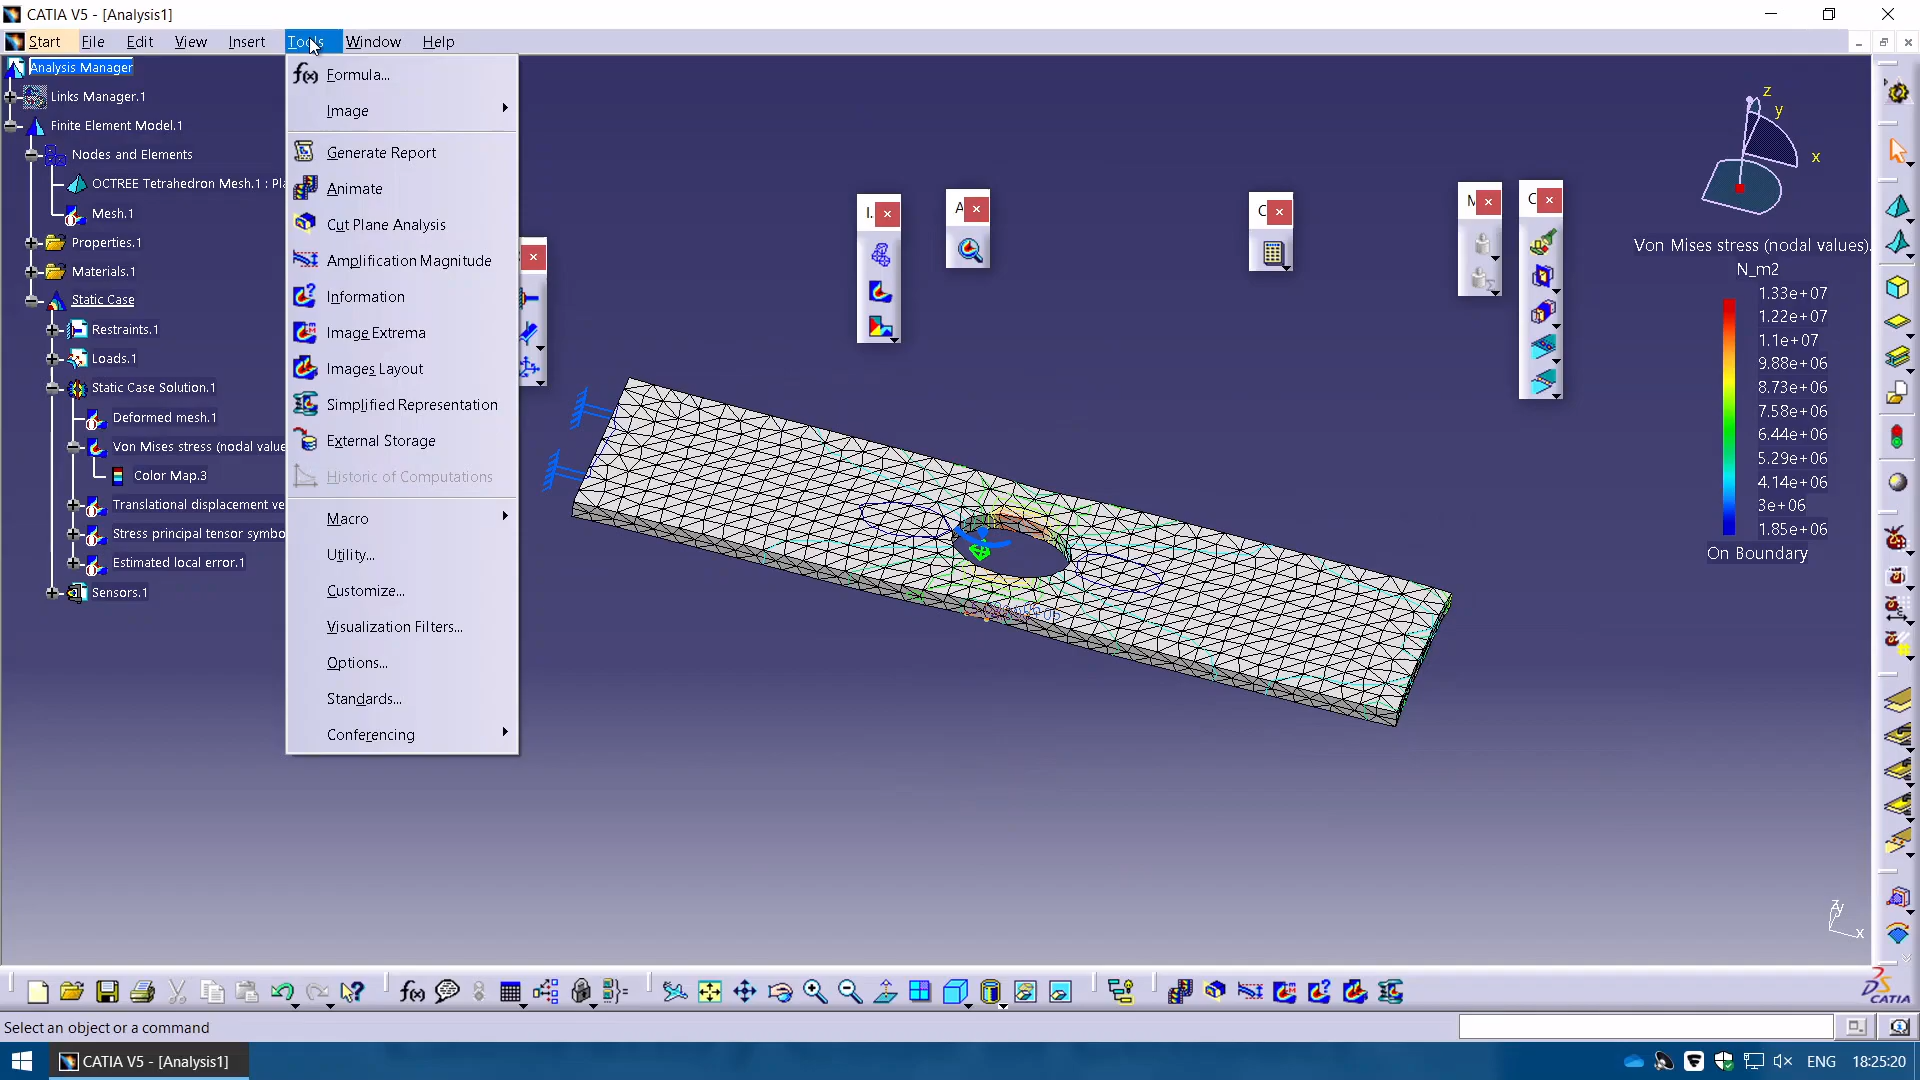 CATIA V5 - [Analysis1]
Start File Edit View Insert Tools Window Help
Analysis Manager
Links Manager.1
Finite Element Model.1
Nodes and Elements
OCTREE Tetrahedron Mesh.1 : Pla
Mesh.1
Properties.1
Materials.1
Static Case
Restraints.1
Loads.1
Static Case Solution.1
Deformed mesh.1
Von Mises stress (nodal value
Color Map.3
Translational displacement ve
Stress principal tensor symbo
Estimated local error.1
Sensors.1
Formula...
Image
Generate Report
Animate
Cut Plane Analysis
Amplification Magnitude
Information
Image Extrema
Images Layout
Simplified Representation
External Storage
Historic of Computations
Macro
Utility...
Customize...
Visualization Filters...
Options...
Standards...
Conferencing
I.
A
C
M
C
z
y
x
Von Mises stress (nodal values).
N_m2
1.33e+07
1.22e+07
1.1e+07
9.88e+06
8.73e+06
7.58e+06
6.44e+06
5.29e+06
4.14e+06
3e+06
1.85e+06
On Boundary
z y
x
f(x)
CATIA
Select an object or a command
CATIA V5 - [Analysis1]
ENG
18:25:20